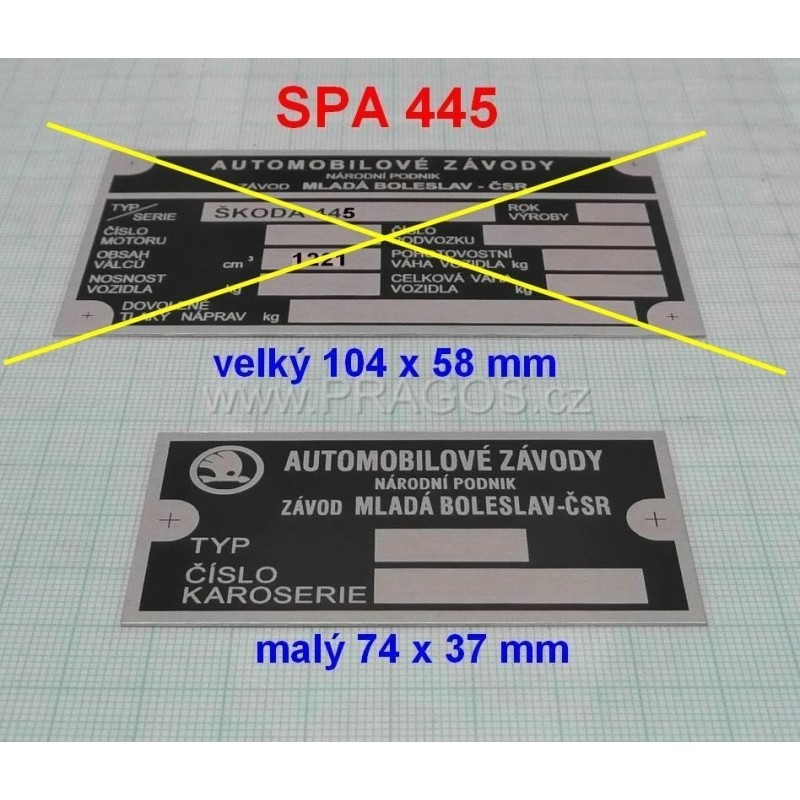 SPA 445
AUTOMOBILOVÉ ZÁVODY
NÁRODNÍ PODNIK
ZÁVOD MLADÁ BOLESLAV - ČSR
TYP/SERIE ŠKODA 445 ROK VÝROBY
ČÍSLO MOTORU ČÍSLO PODVOZKU
OBSAH VÁLCŮ cm³ 1221 POHOTOVOSTNÍ VÁHA VOZIDLA kg
NOSNOST VOZIDLA kg CELKOVÁ VÁHA VOZIDLA kg
DOVOLENÉ TLAKY NÁPRAV kg
velký 104 x 58 mm
www.PRAGOS.cz
AUTOMOBILOVÉ ZÁVODY
NÁRODNÍ PODNIK
ZÁVOD MLADÁ BOLESLAV-ČSR
TYP
ČÍSLO
KAROSERIE
malý 74 x 37 mm